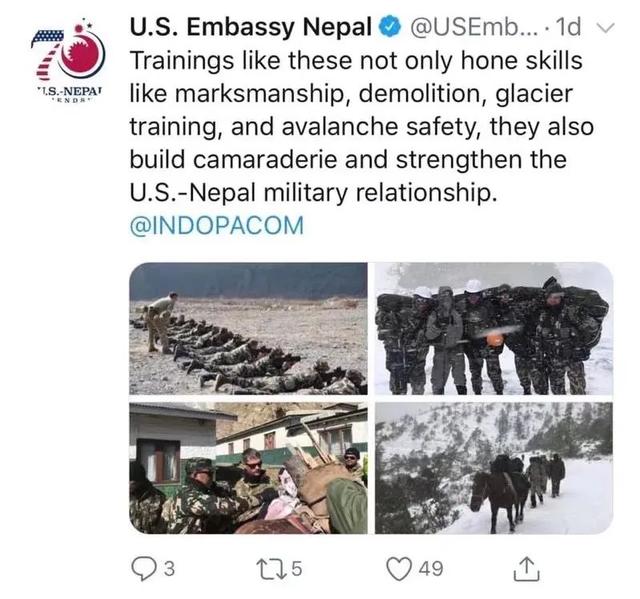 U.S. Embassy Nepal @USEmb... · 1d
Trainings like these not only hone skills
like marksmanship, demolition, glacier
training, and avalanche safety, they also
build camaraderie and strengthen the
U.S.-Nepal military relationship.
@INDOPACOM
70
U.S.-NEPAL
3 5 49